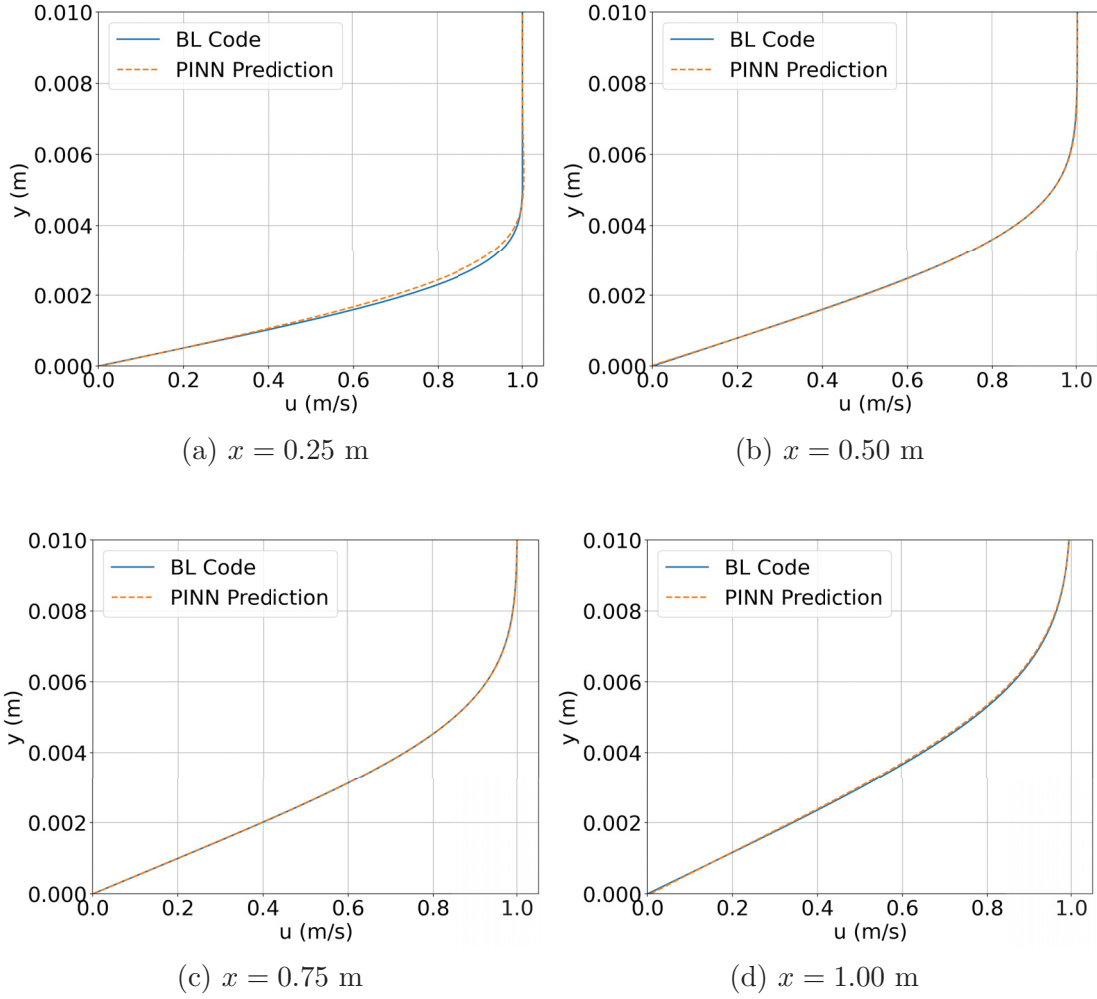 BL Code
PINN Prediction
0.010
0.008
0.006
0.004
0.002
0.000
y (m)
0.0 0.2 0.4 0.6 0.8 1.0
u (m/s)
(a) x = 0.25 m
BL Code
PINN Prediction
0.010
0.008
0.006
0.004
0.002
0.000
y (m)
0.0 0.2 0.4 0.6 0.8 1.0
u (m/s)
(b) x = 0.50 m
BL Code
PINN Prediction
0.010
0.008
0.006
0.004
0.002
0.000
y (m)
0.0 0.2 0.4 0.6 0.8 1.0
u (m/s)
(c) x = 0.75 m
BL Code
PINN Prediction
0.010
0.008
0.006
0.004
0.002
0.000
y (m)
0.0 0.2 0.4 0.6 0.8 1.0
u (m/s)
(d) x = 1.00 m